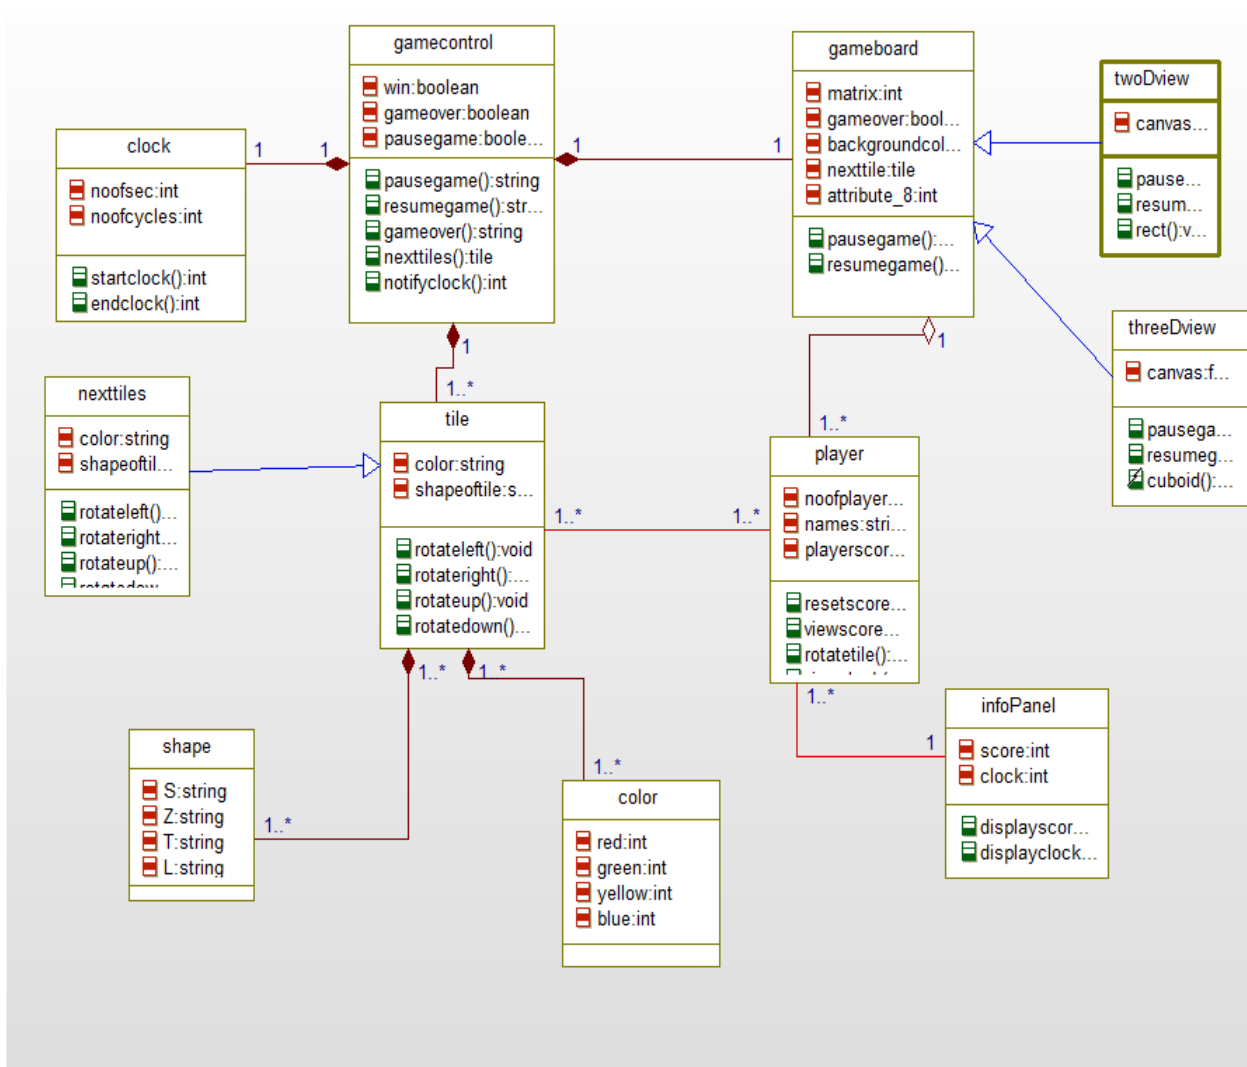 gamecontrol
win:boolean
gameover:boolean
pausegame:boole...
pausegame():string
resumegame():str...
gameover():string
nexttiles():tile
notifyclock():int
gameboard
matrix:int
gameover:bool...
backgroundcol...
nexttile:tile
attribute_8:int
pausegame():...
resumegame()...
twoDview
canvas...
pause...
resum...
rect():v...
clock
noofsec:int
noofcycles:int
startclock():int
endclock():int
1
1
1
1
1
1
threeDview
canvas:f...
pausega...
resumeg...
cuboid():...
nexttiles
color:string
shapeoftil...
rotateleft()...
rotateright...
rotateup():...
rotatedow...
1..*
tile
color:string
shapeoftile:s...
rotateleft():void
rotateright():...
rotateup():void
rotatedown()...
1..*
player
noofplayer...
names:stri...
playerscor...
resetscore...
viewscore...
rotatetile():...
1..*
1..*
1..*
1..*
1..*
1
infoPanel
score:int
clock:int
displayscor...
displayclock...
shape
S:string
Z:string
T:string
L:string
1..*
1..*
color
red:int
green:int
yellow:int
blue:int